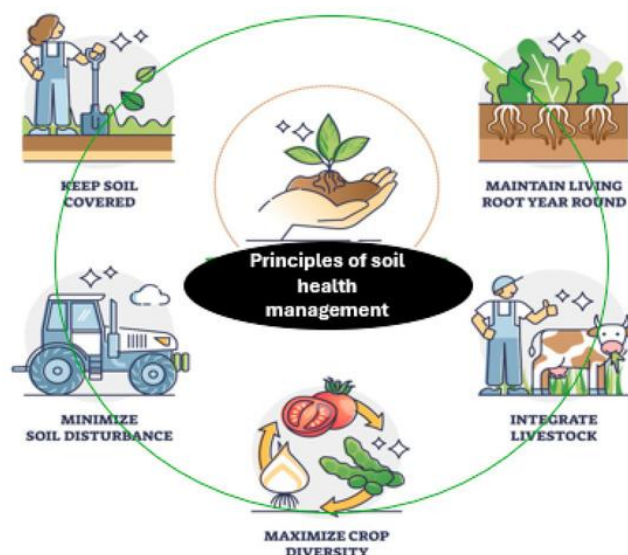 KEEP SOIL
COVERED
MAINTAIN LIVING
ROOT YEAR ROUND
Principles of soil
health
management
MINIMIZE
SOIL DISTURBANCE
INTEGRATE
LIVESTOCK
MAXIMIZE CROP
DIVERSITY